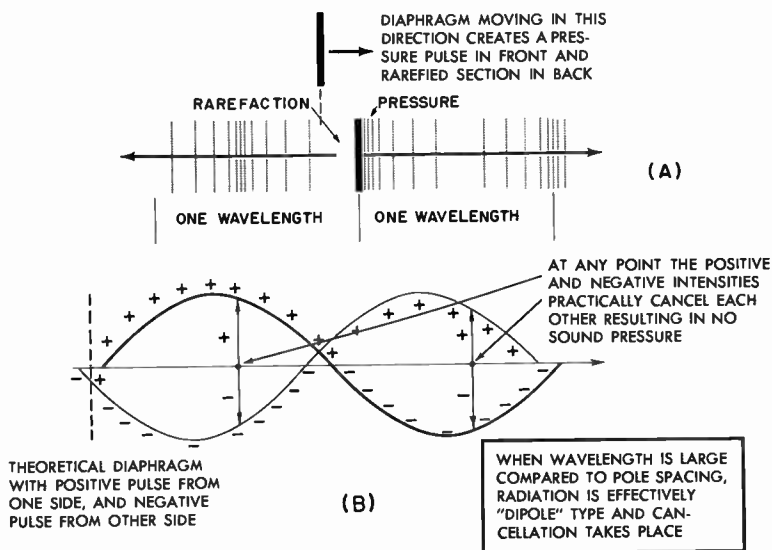 DIAPHRAGM MOVING IN THIS
DIRECTION CREATES A PRES-
SURE PULSE IN FRONT AND
RAREFIED SECTION IN BACK
RAREFACTION
PRESSURE
(A)
ONE WAVELENGTH
ONE WAVELENGTH
AT ANY POINT THE POSITIVE
AND NEGATIVE INTENSITIES
PRACTICALLY CANCEL EACH
OTHER RESULTING IN NO
SOUND PRESSURE
THEORETICAL DIAPHRAGM
WITH POSITIVE PULSE FROM
ONE SIDE, AND NEGATIVE
PULSE FROM OTHER SIDE
(B)
WHEN WAVELENGTH IS LARGE
COMPARED TO POLE SPACING,
RADIATION IS EFFECTIVELY
"DIPOLE" TYPE AND CAN-
CELLATION TAKES PLACE